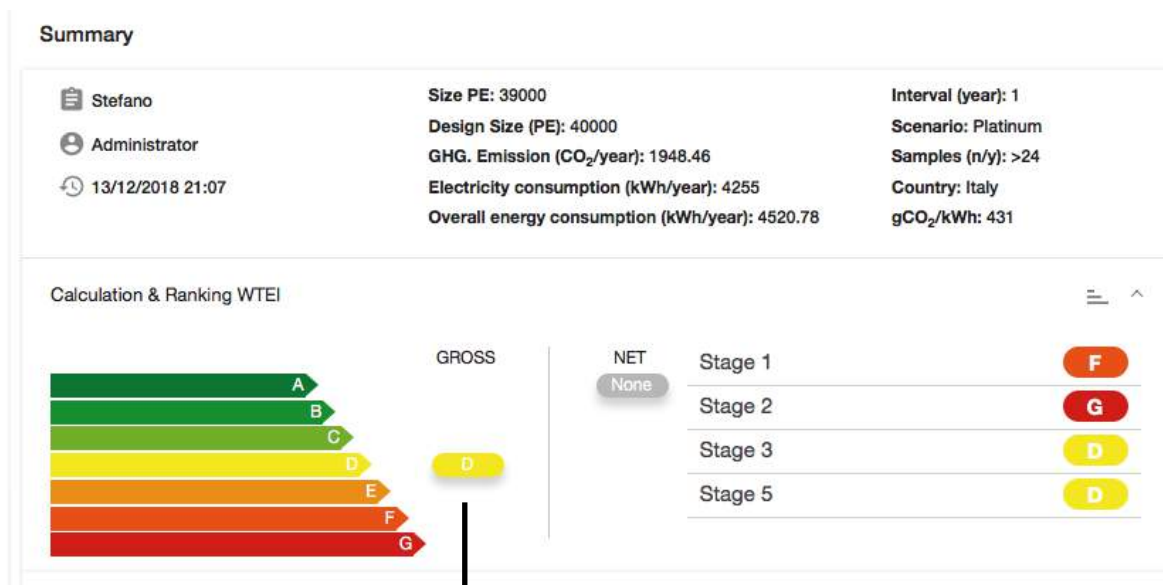 Summary
Stefano
Administrator
13/12/2018 21:07
Size PE: 39000
Design Size (PE): 40000
GHG. Emission (CO₂/year): 1948.46
Electricity consumption (kWh/year): 4255
Overall energy consumption (kWh/year): 4520.78
Interval (year): 1
Scenario: Platinum
Samples (n/y): >24
Country: Italy
gCO₂/kWh: 431
Calculation & Ranking WTEI
A
B
C
D
E
F
G
GROSS
D
NET
None
Stage 1 F
Stage 2 G
Stage 3 D
Stage 5 D